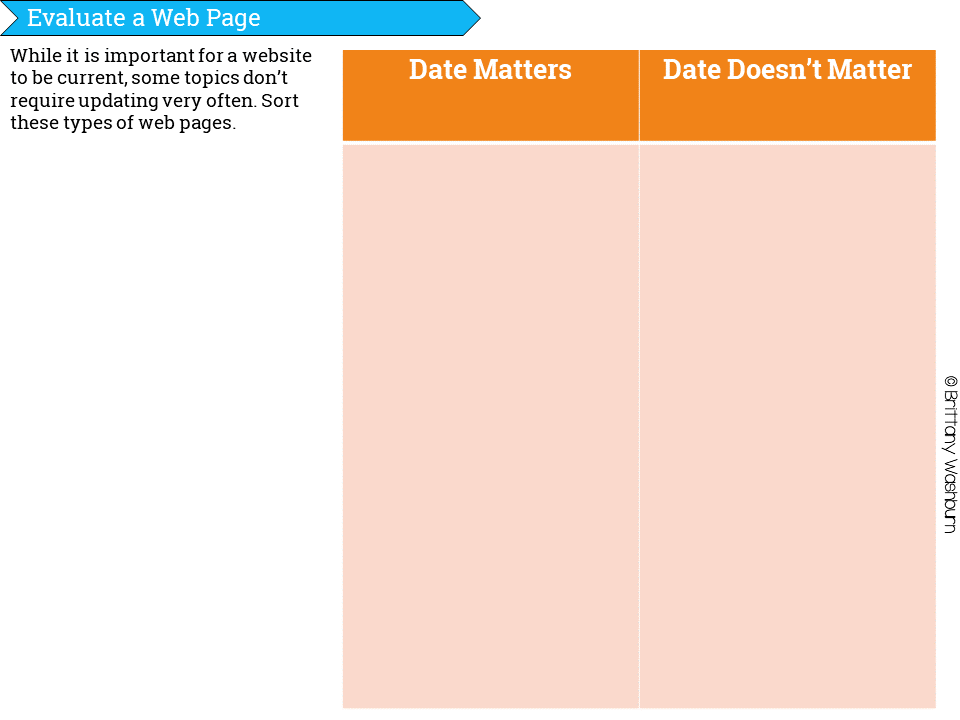 Evaluate a Web Page
While it is important for a website
to be current, some topics don’t
require updating very often. Sort
these types of web pages.
Date Matters
Date Doesn’t Matter
© Brittany Washburn